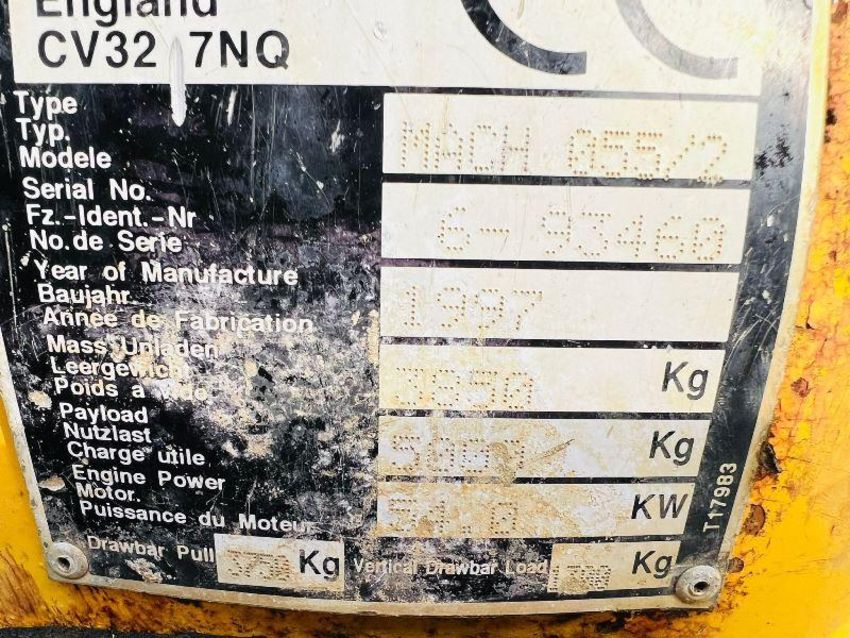 England
CV32 7NQ
Type
Typ.
Modele
MACH 055/2
Serial No.
Fz.-Ident.-Nr
No. de Serie
6-93460
Year of Manufacture
Baujahr.
Année de Fabrication
1997
Mass Unladen
Leergewicht
Poids à
Kg
Payload
Nutzlast
Charge utile
Kg
Engine Power
Motor.
Puissance du Moteur
KW
Drawbar Pull
Kg
Vertical Drawbar Load
Kg
T17983